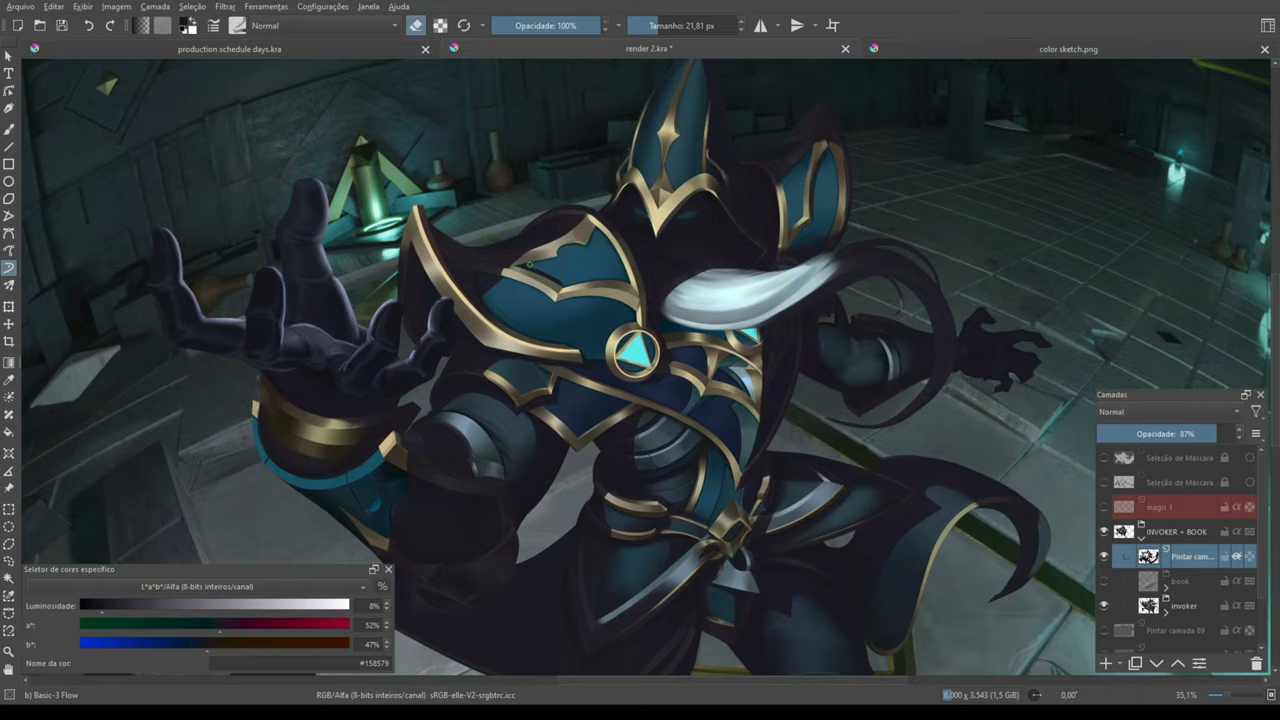 Arquivo Editar Exibir Imagem Camada Seleção Filtrar Ferramentas Configurações Janela Ajuda
Normal Opacidade: 100% Tamanho: 21,81 px
production schedule days.kra render 2.kra * color sketch.png
Camadas
Normal
Opacidade: 87%
Seleção de Máscara
Seleção de Máscara
magic 1
INVOKER + BOOK
Pintar cam...
book
invoker
Pintar camada 89
Seletor de cores específico
L*a*b*/Alfa (8-bits inteiros/canal) %
Luminosidade: 8%
a*: 52%
b*: 47%
Nome da cor: #158579
b) Basic-3 Flow RGB/Alfa (8-bits inteiros/canal) sRGB-elle-V2-srgbtrc.icc 6.000 x 3.543 (1,5 GiB) 0,00° 35,1%